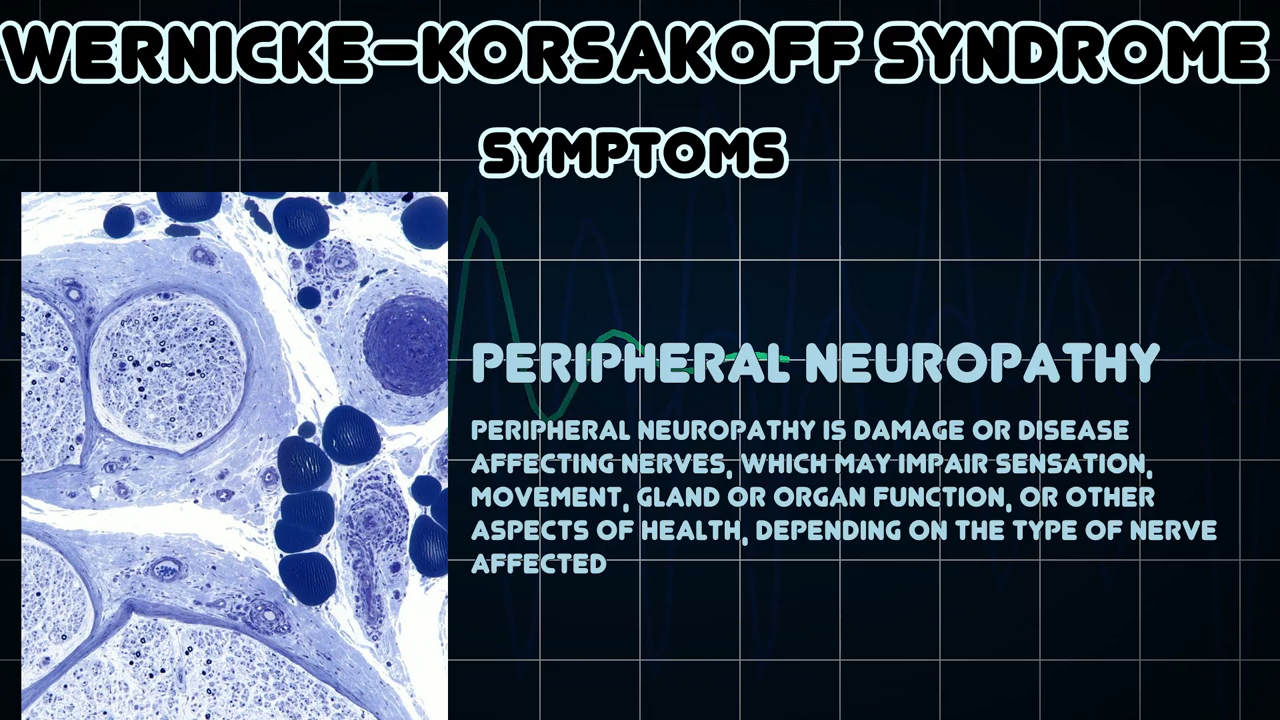 WERNICKE-KORSAKOFF SYNDROME
SYMPTOMS
PERIPHERAL NEUROPATHY
PERIPHERAL NEUROPATHY IS DAMAGE OR DISEASE
AFFECTING NERVES, WHICH MAY IMPAIR SENSATION,
MOVEMENT, GLAND OR ORGAN FUNCTION, OR OTHER
ASPECTS OF HEALTH, DEPENDING ON THE TYPE OF NERVE
AFFECTED